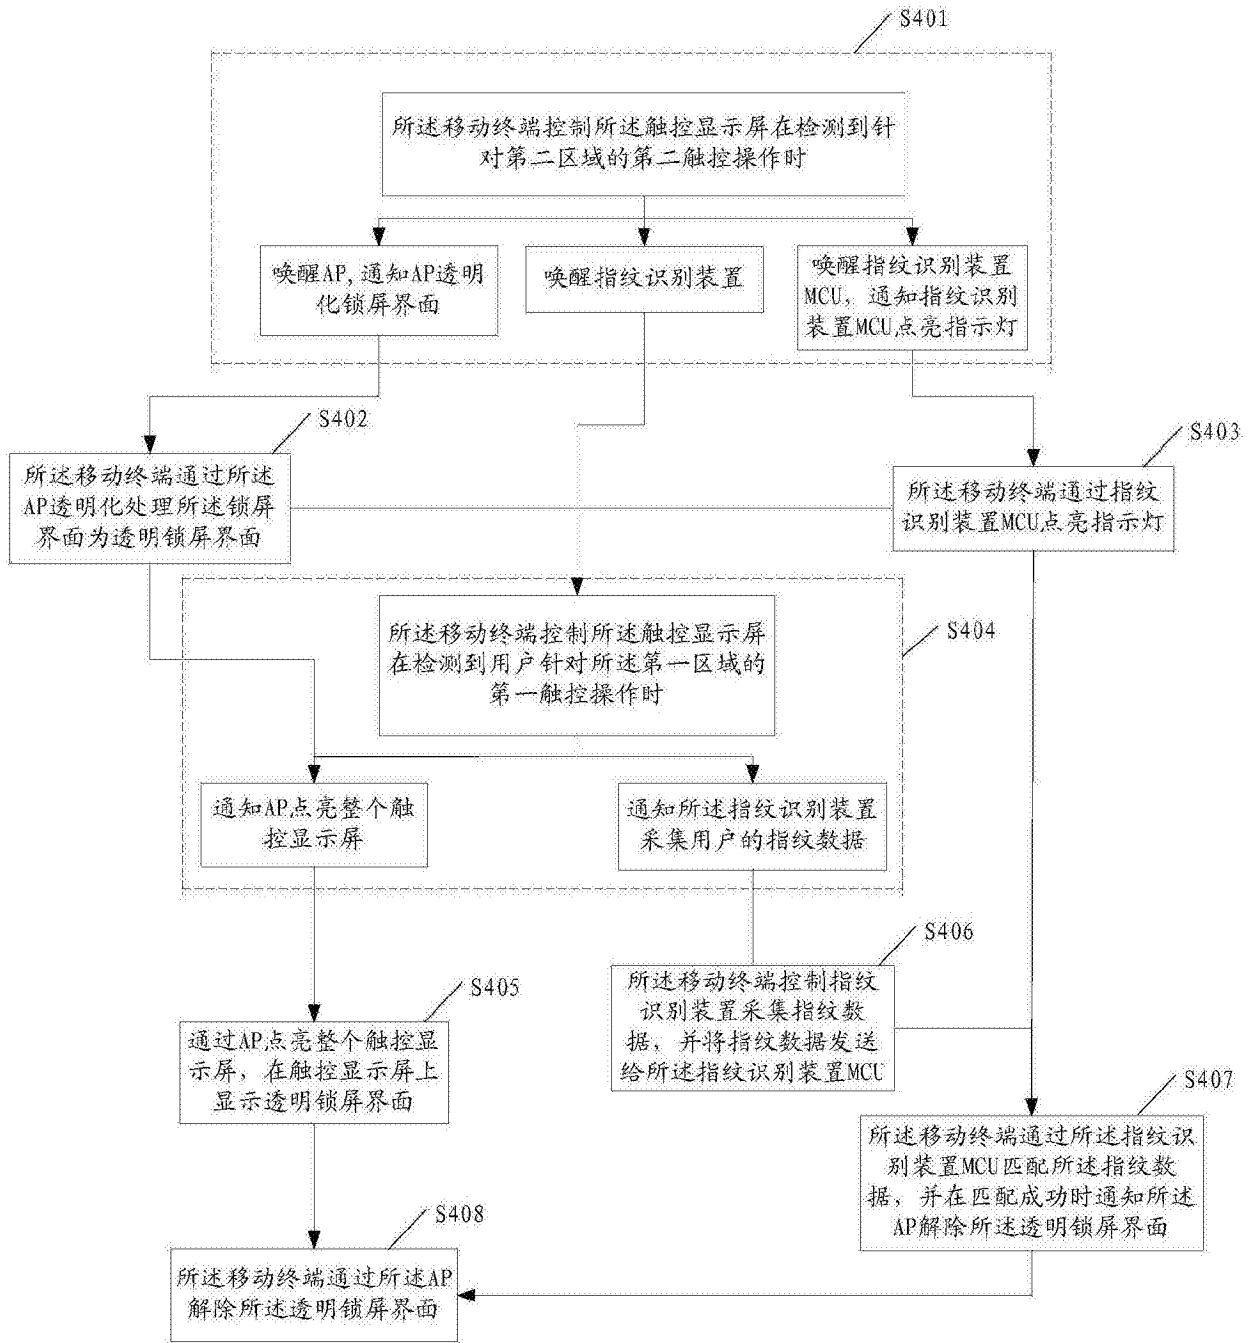 S401
所述移动终端控制所述触控显示屏在检测到针
对第二区域的第二触控操作时
唤醒AP,通知AP透明
化锁屏界面
唤醒指纹识别装置
唤醒指纹识别装置
MCU，通知指纹识别
装置MCU点亮指示灯
S402
所述移动终端通过所述
AP透明化处理所述锁屏
界面为透明锁屏界面
S403
所述移动终端通过指纹
识别装置MCU点亮指示灯
S404
所述移动终端控制所述触控显示屏
在检测到用户针对所述第一区域的
第一触控操作时
通知AP点亮整个触
控显示屏
通知所述指纹识别装置
采集用户的指纹数据
S405
通过AP点亮整个触控显
示屏，在触控显示屏上
显示透明锁屏界面
S406
所述移动终端控制指纹
识别装置采集指纹数
据，并将指纹数据发送
给所述指纹识别装置MCU
S407
所述移动终端通过所述指纹识
别装置MCU匹配所述指纹数
据，并在匹配成功时通知所述
AP解除所述透明锁屏界面
S408
所述移动终端通过所述AP
解除所述透明锁屏界面